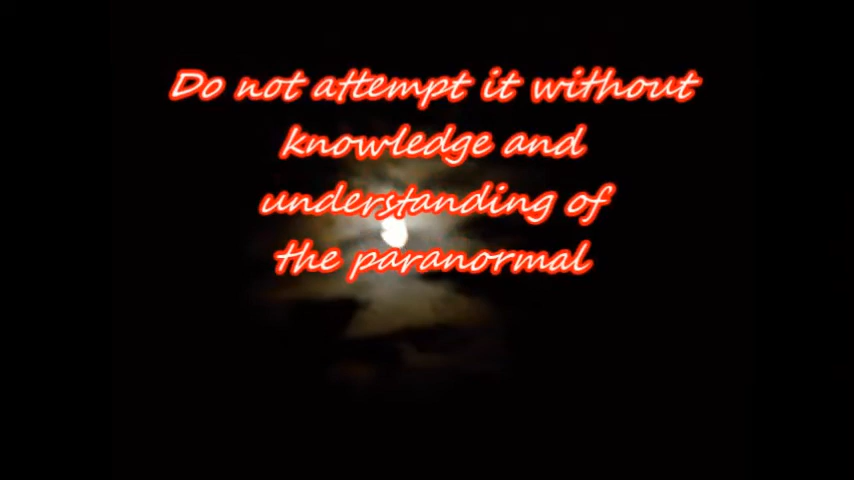 Do not attempt it without
knowledge and
understanding of
the paranormal